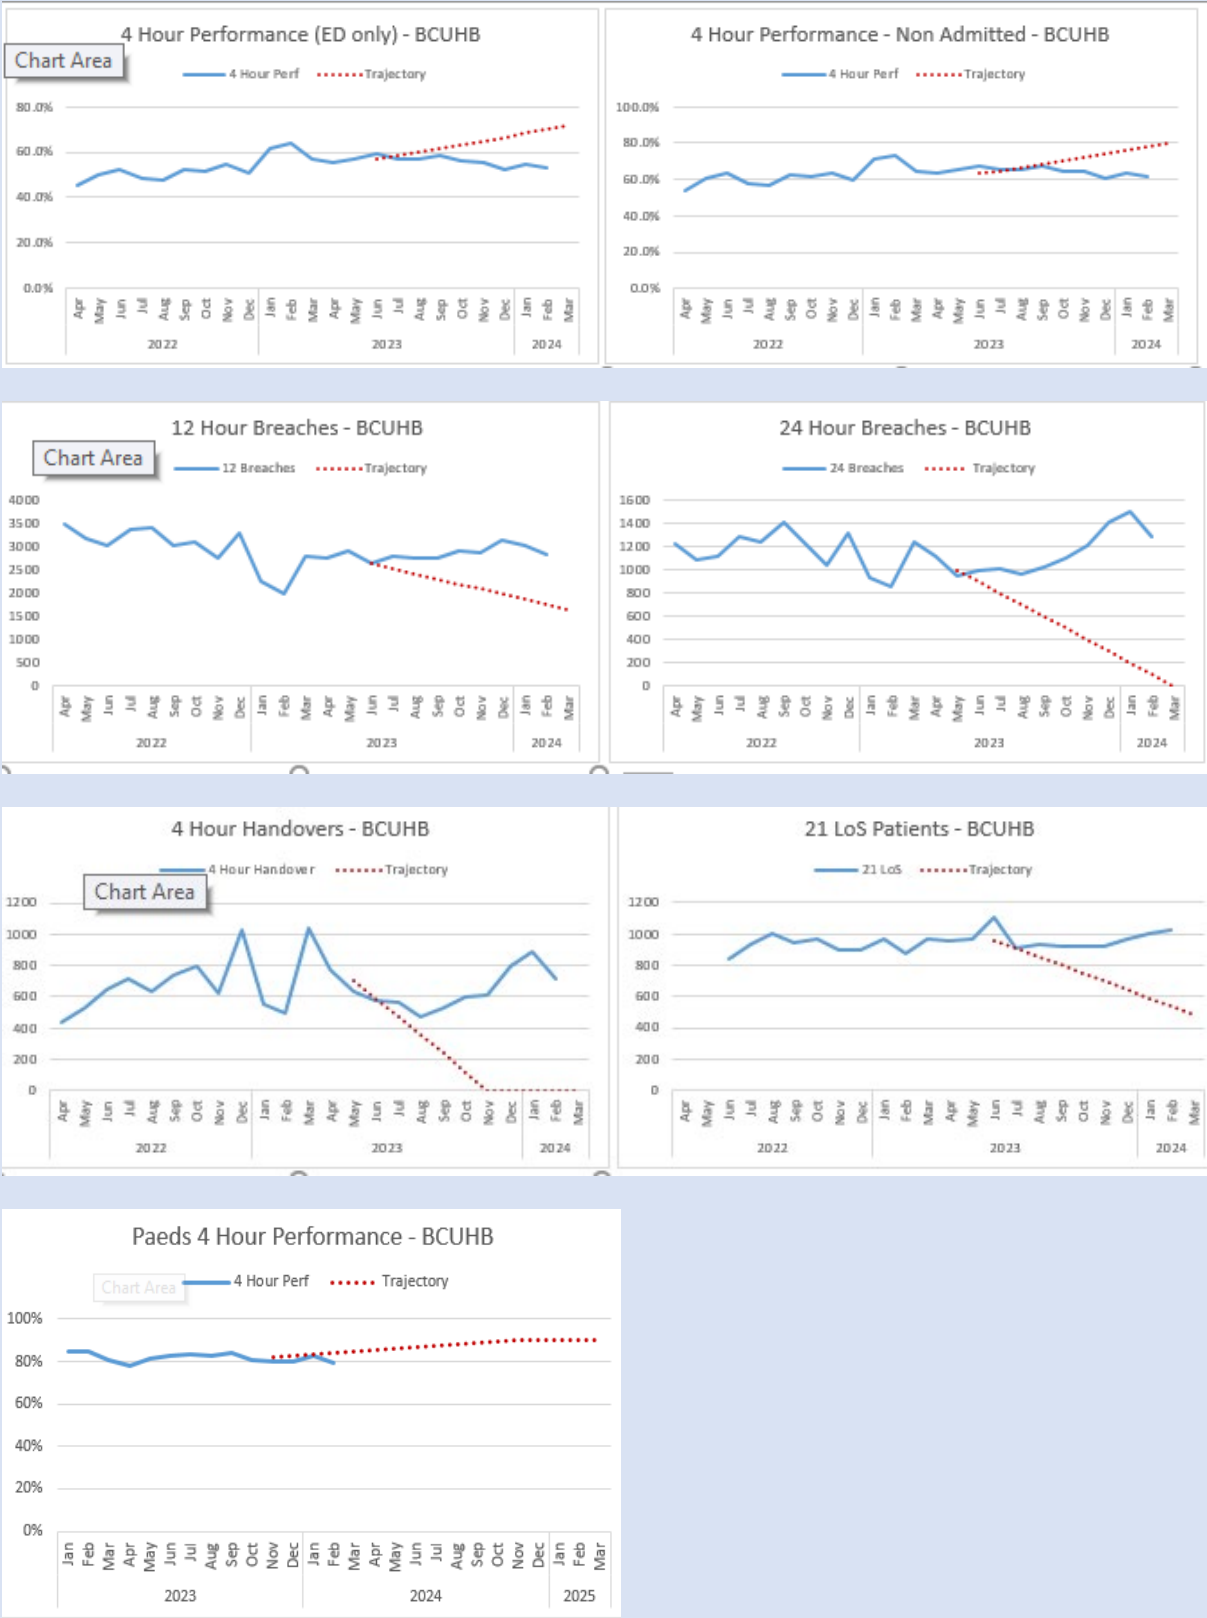 4 Hour Performance (ED only) - BCUHB
Chart Area
4 Hour Perf Trajectory
80.0%
60.0%
40.0%
20.0%
0.0%
Apr May Jun Jul Aug Sep Oct Nov Dec Jan Feb Mar Apr May Jun Jul Aug Sep Oct Nov Dec Jan Feb Mar
2022 2023 2024
4 Hour Performance - Non Admitted - BCUHB
4 Hour Perf Trajectory
100.0%
80.0%
60.0%
40.0%
20.0%
0.0%
Apr May Jun Jul Aug Sep Oct Nov Dec Jan Feb Mar Apr May Jun Jul Aug Sep Oct Nov Dec Jan Feb Mar
2022 2023 2024
12 Hour Breaches - BCUHB
Chart Area
12 Breaches Trajectory
4000
3500
3000
2500
2000
1500
1000
500
0
Apr May Jun Jul Aug Sep Oct Nov Dec Jan Feb Mar Apr May Jun Jul Aug Sep Oct Nov Dec Jan Feb Mar
2022 2023 2024
24 Hour Breaches - BCUHB
24 Breaches Trajectory
1600
1400
1200
1000
800
600
400
200
0
Apr May Jun Jul Aug Sep Oct Nov Dec Jan Feb Mar Apr May Jun Jul Aug Sep Oct Nov Dec Jan Feb Mar
2022 2023 2024
4 Hour Handovers - BCUHB
4 Hour Handover Trajectory
Chart Area
1200
1000
800
600
400
200
0
Apr May Jun Jul Aug Sep Oct Nov Dec Jan Feb Mar Apr May Jun Jul Aug Sep Oct Nov Dec Jan Feb Mar
2022 2023 2024
21 LoS Patients - BCUHB
21 LoS Trajectory
1200
1000
800
600
400
200
0
Apr May Jun Jul Aug Sep Oct Nov Dec Jan Feb Mar Apr May Jun Jul Aug Sep Oct Nov Dec Jan Feb Mar
2022 2023 2024
Paeds 4 Hour Performance - BCUHB
Chart Area
4 Hour Perf Trajectory
100%
80%
60%
40%
20%
0%
Jan Feb Mar Apr May Jun Jul Aug Sep Oct Nov Dec Jan Feb Mar Apr May Jun Jul Aug Sep Oct Nov Dec Jan Feb Mar
2023 2024 2025